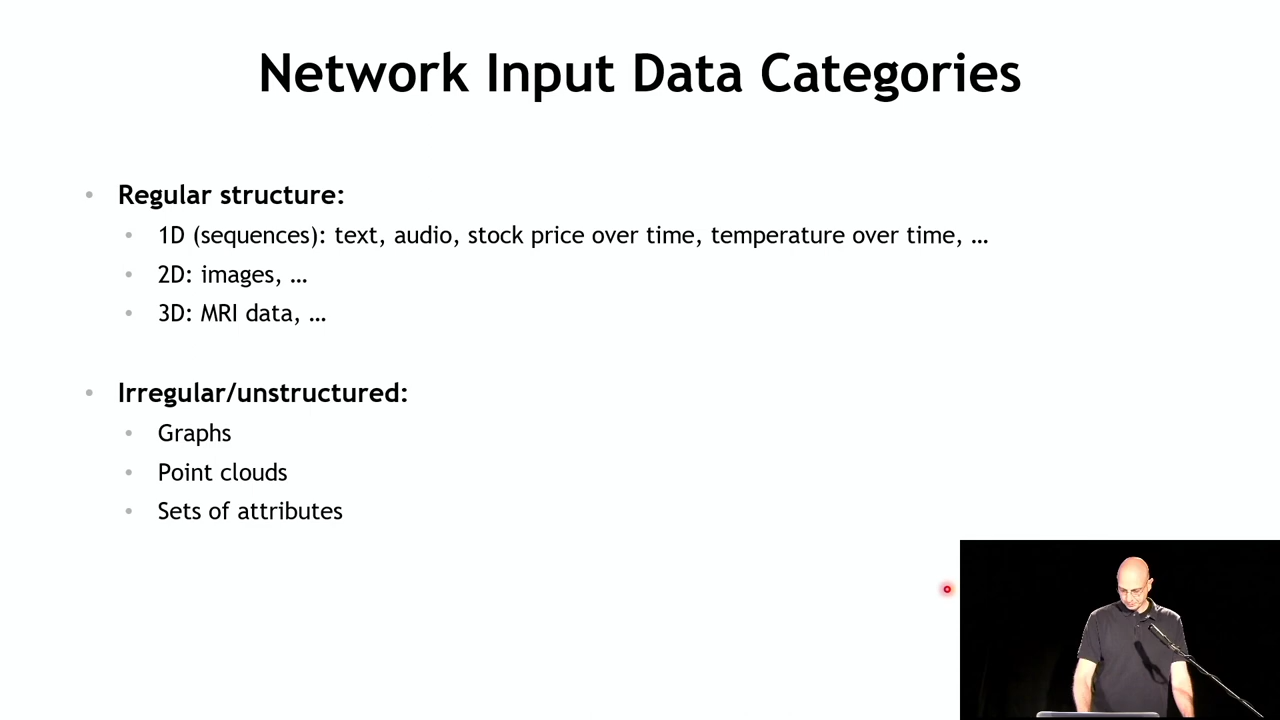 Network Input Data Categories
• Regular structure:
• 1D (sequences): text, audio, stock price over time, temperature over time, …
• 2D: images, …
• 3D: MRI data, …
• Irregular/unstructured:
• Graphs
• Point clouds
• Sets of attributes